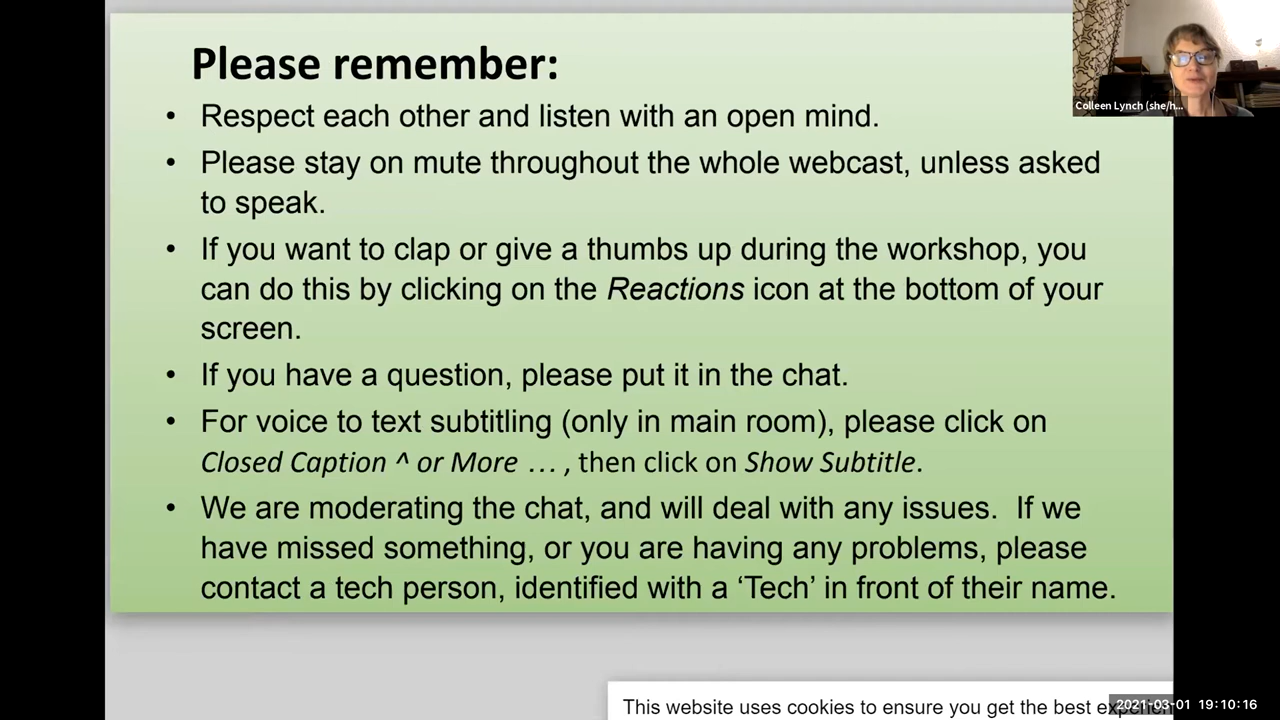 Please remember:
Colleen Lynch (she/h...
• Respect each other and listen with an open mind.
• Please stay on mute throughout the whole webcast, unless asked
to speak.
• If you want to clap or give a thumbs up during the workshop, you
can do this by clicking on the Reactions icon at the bottom of your
screen.
• If you have a question, please put it in the chat.
• For voice to text subtitling (only in main room), please click on
Closed Caption ^ or More … , then click on Show Subtitle.
• We are moderating the chat, and will deal with any issues.  If we
have missed something, or you are having any problems, please
contact a tech person, identified with a ‘Tech’ in front of their name.
This website uses cookies to ensure you get the best
2021-03-01 19:10:16